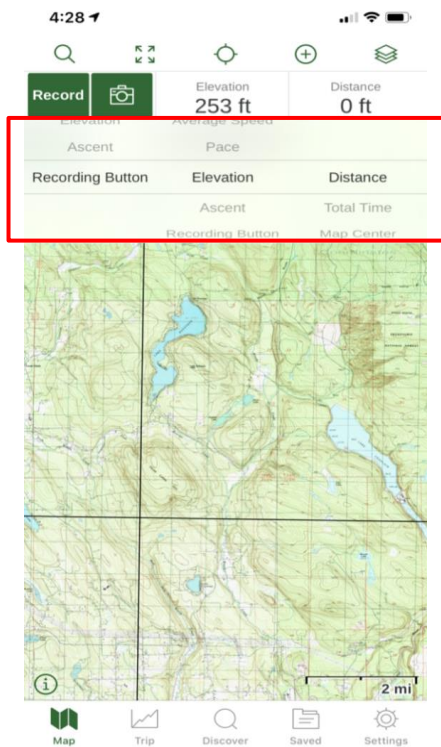 4:28
Record
Elevation
253 ft
Distance
0 ft
Elevation Average Speed
Ascent Pace
Recording Button Elevation Distance
Ascent Total Time
Recording Button Map Center
2 mi
Map Trip Discover Saved Settings